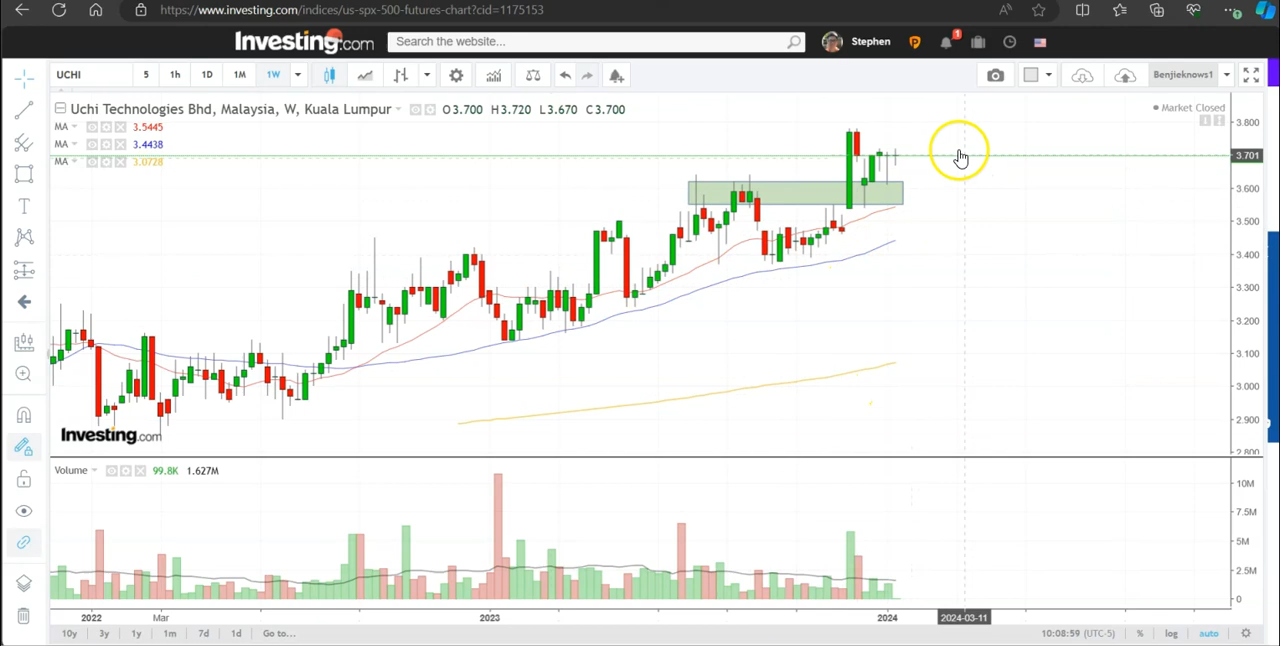 https://www.investing.com/indices/us-spx-500-futures-chart?cid=1175153
Investing.com
Search the website...
Stephen
1
UCHI
5
1h
1D
1M
1W
Benjieknows1
Uchi Technologies Bhd, Malaysia, W, Kuala Lumpur
O3.700 H3.720 L3.670 C3.700
Market Closed
MA 3.5445
MA 3.4438
MA 3.0728
3.800
3.701
3.600
3.500
3.400
3.300
3.200
3.100
3.000
2.900
2.800
Investing.com
Volume 99.8K 1.627M
10M
7.5M
5M
2.5M
0
2022
Mar
2023
2024
2024-03-11
10y
3y
1y
1m
7d
1d
Go to...
10:08:59 (UTC-5)
%
log
auto